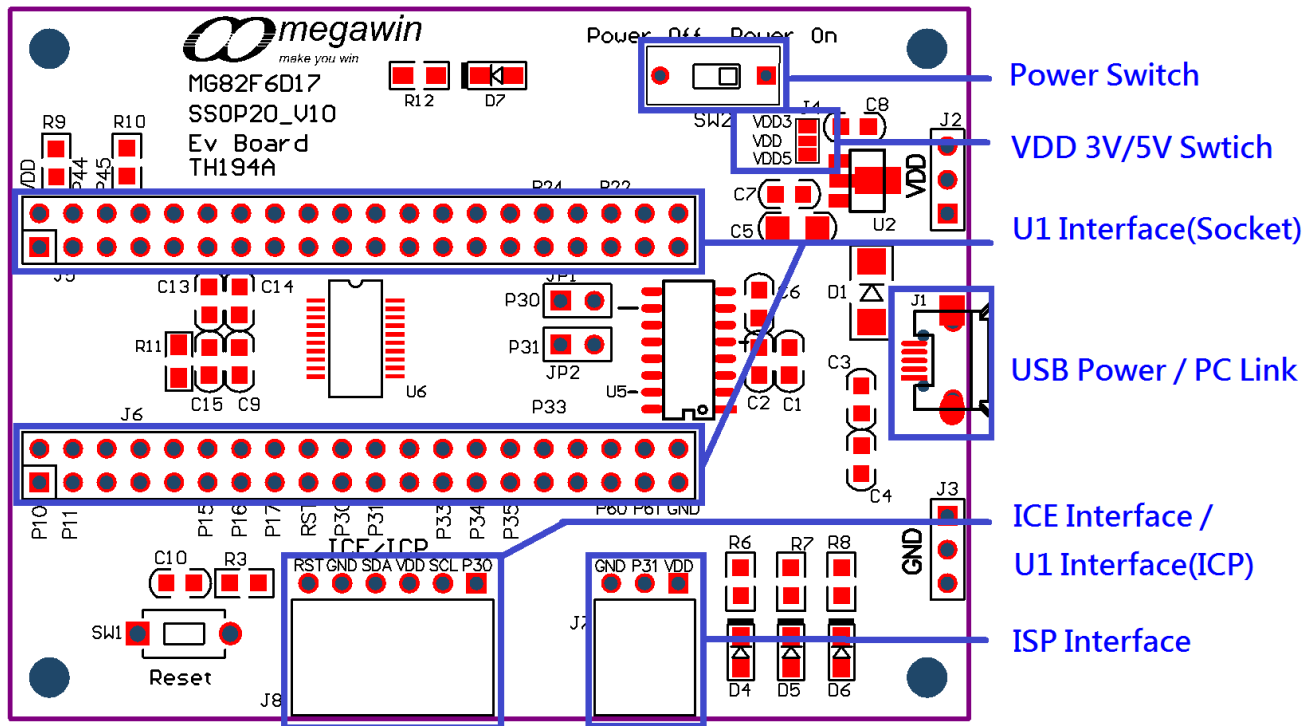 megawin
make you win
MG82F6D17
SSOP20_V10
Ev Board
TH194A
Power Off Power On
R12
D7
SW2
J4
VDD3
VDD
VDD5
C8
J2
VDD
R9
R10
VDD
P44
P45
P24
P22
C7
C5
U2
J5
C13
C14
JP1
P30
P31
JP2
C6
D1
J1
R11
C15
C9
U6
U5
C2
C1
C3
C4
J6
P33
P10
P11
P15
P16
P17
RST
P30
P31
P33
P34
P35
P60
P61
GND
J3
GND
ICE/ICP
RST GND SDA VDD SCL P30
GND P31 VDD
C10
R3
SW1
Reset
J8
J7
R6
R7
R8
D4
D5
D6
Power Switch
VDD 3V/5V Swtich
U1 Interface(Socket)
USB Power / PC Link
ICE Interface /
U1 Interface(ICP)
ISP Interface